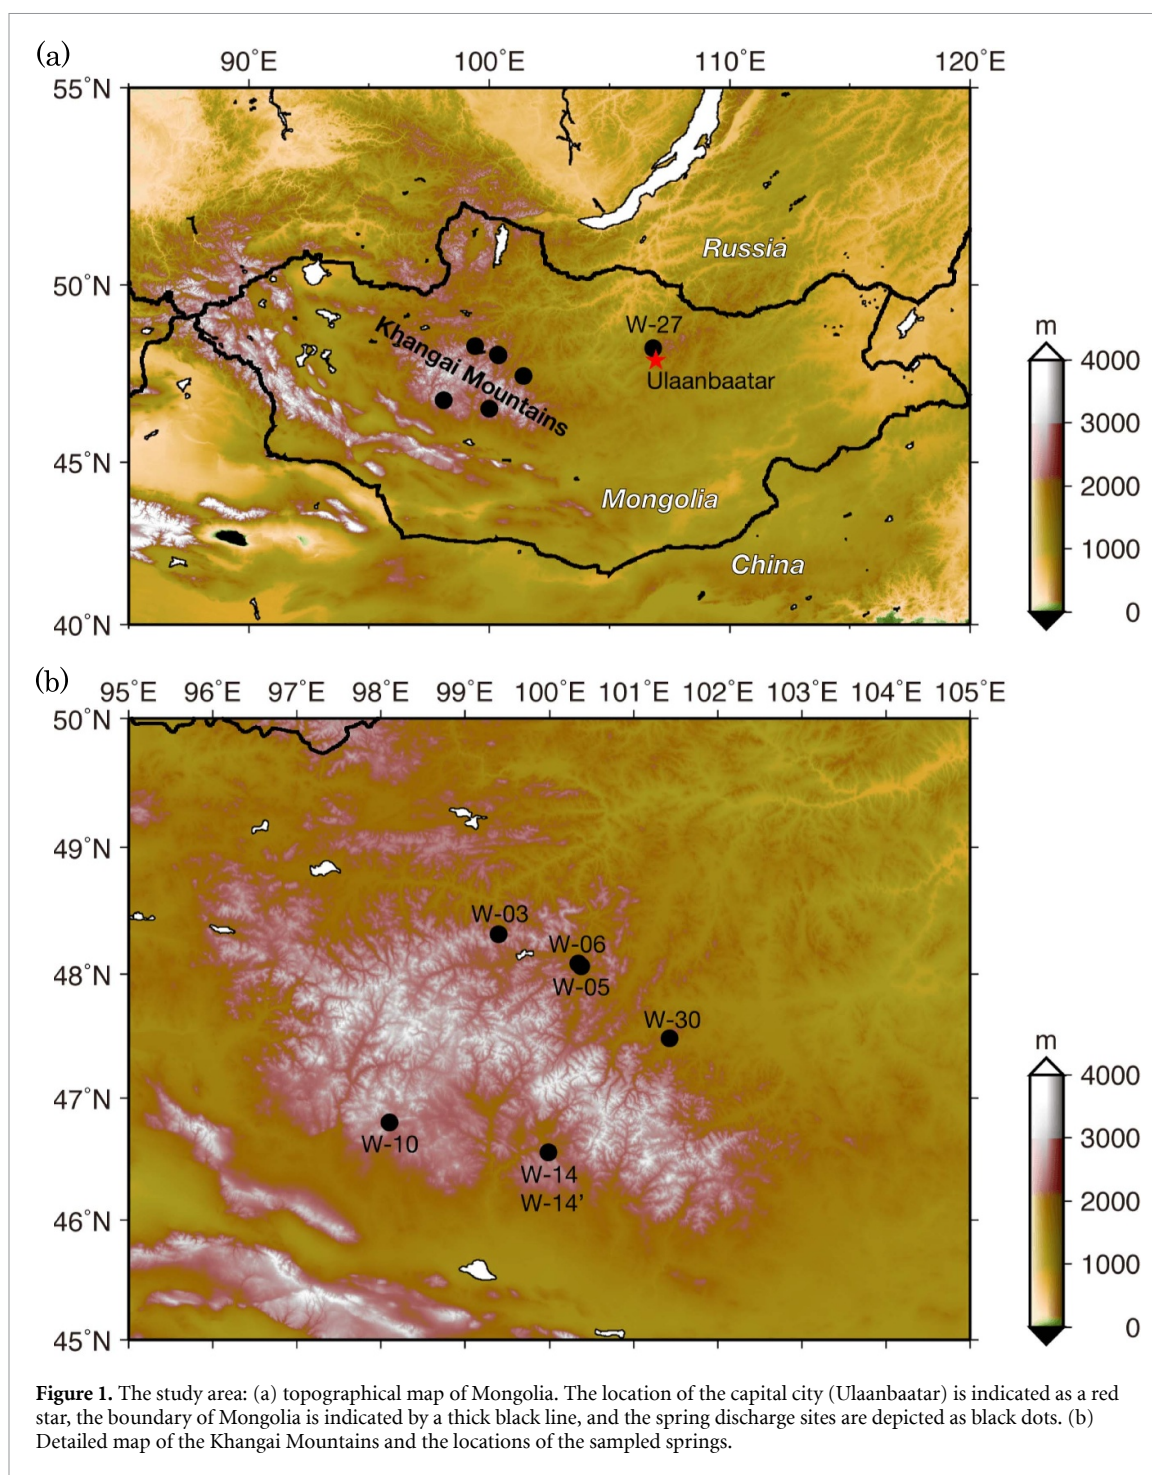 (a)
90°E 100°E 110°E 120°E
55°N
Russia
50°N
W-27
Khangai Mountains
Ulaanbaatar
45°N
Mongolia
China
40°N
m
4000
3000
2000
1000
0
(b)
95°E 96°E 97°E 98°E 99°E 100°E 101°E 102°E 103°E 104°E 105°E
50°N
49°N
W-03
W-06
48°N
W-05
W-30
47°N
W-10
W-14
W-14’
46°N
45°N
m
4000
3000
2000
1000
0
Figure 1. The study area: (a) topographical map of Mongolia. The location of the capital city (Ulaanbaatar) is indicated as a red
star, the boundary of Mongolia is indicated by a thick black line, and the spring discharge sites are depicted as black dots. (b)
Detailed map of the Khangai Mountains and the locations of the sampled springs.